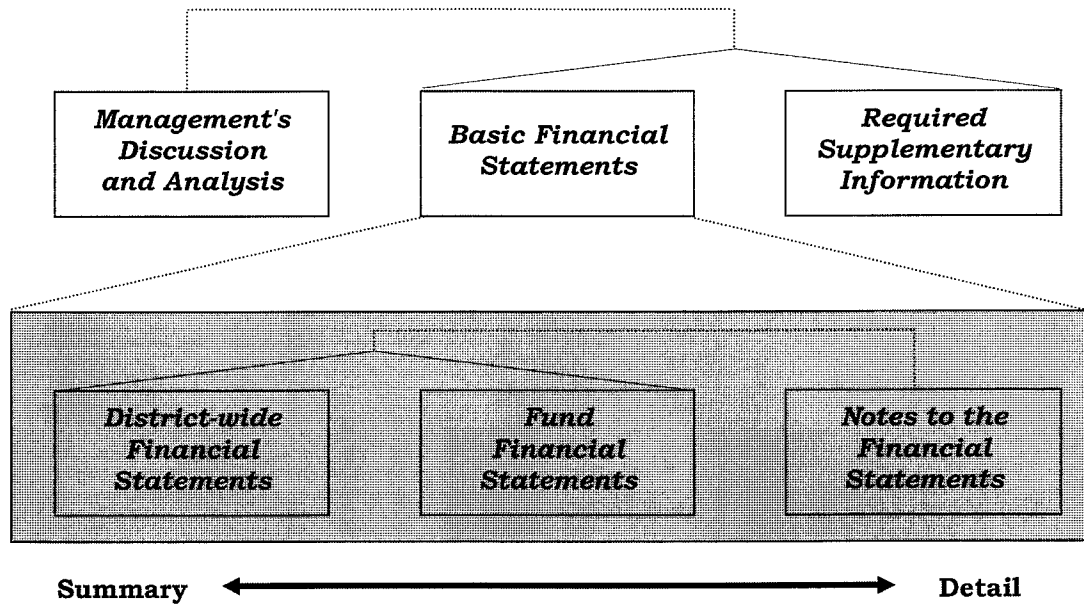 Management's
Discussion
and Analysis
Basic Financial
Statements
Required
Supplementary
Information
District-wide
Financial
Statements
Fund
Financial
Statements
Notes to the
Financial
Statements
Summary
Detail